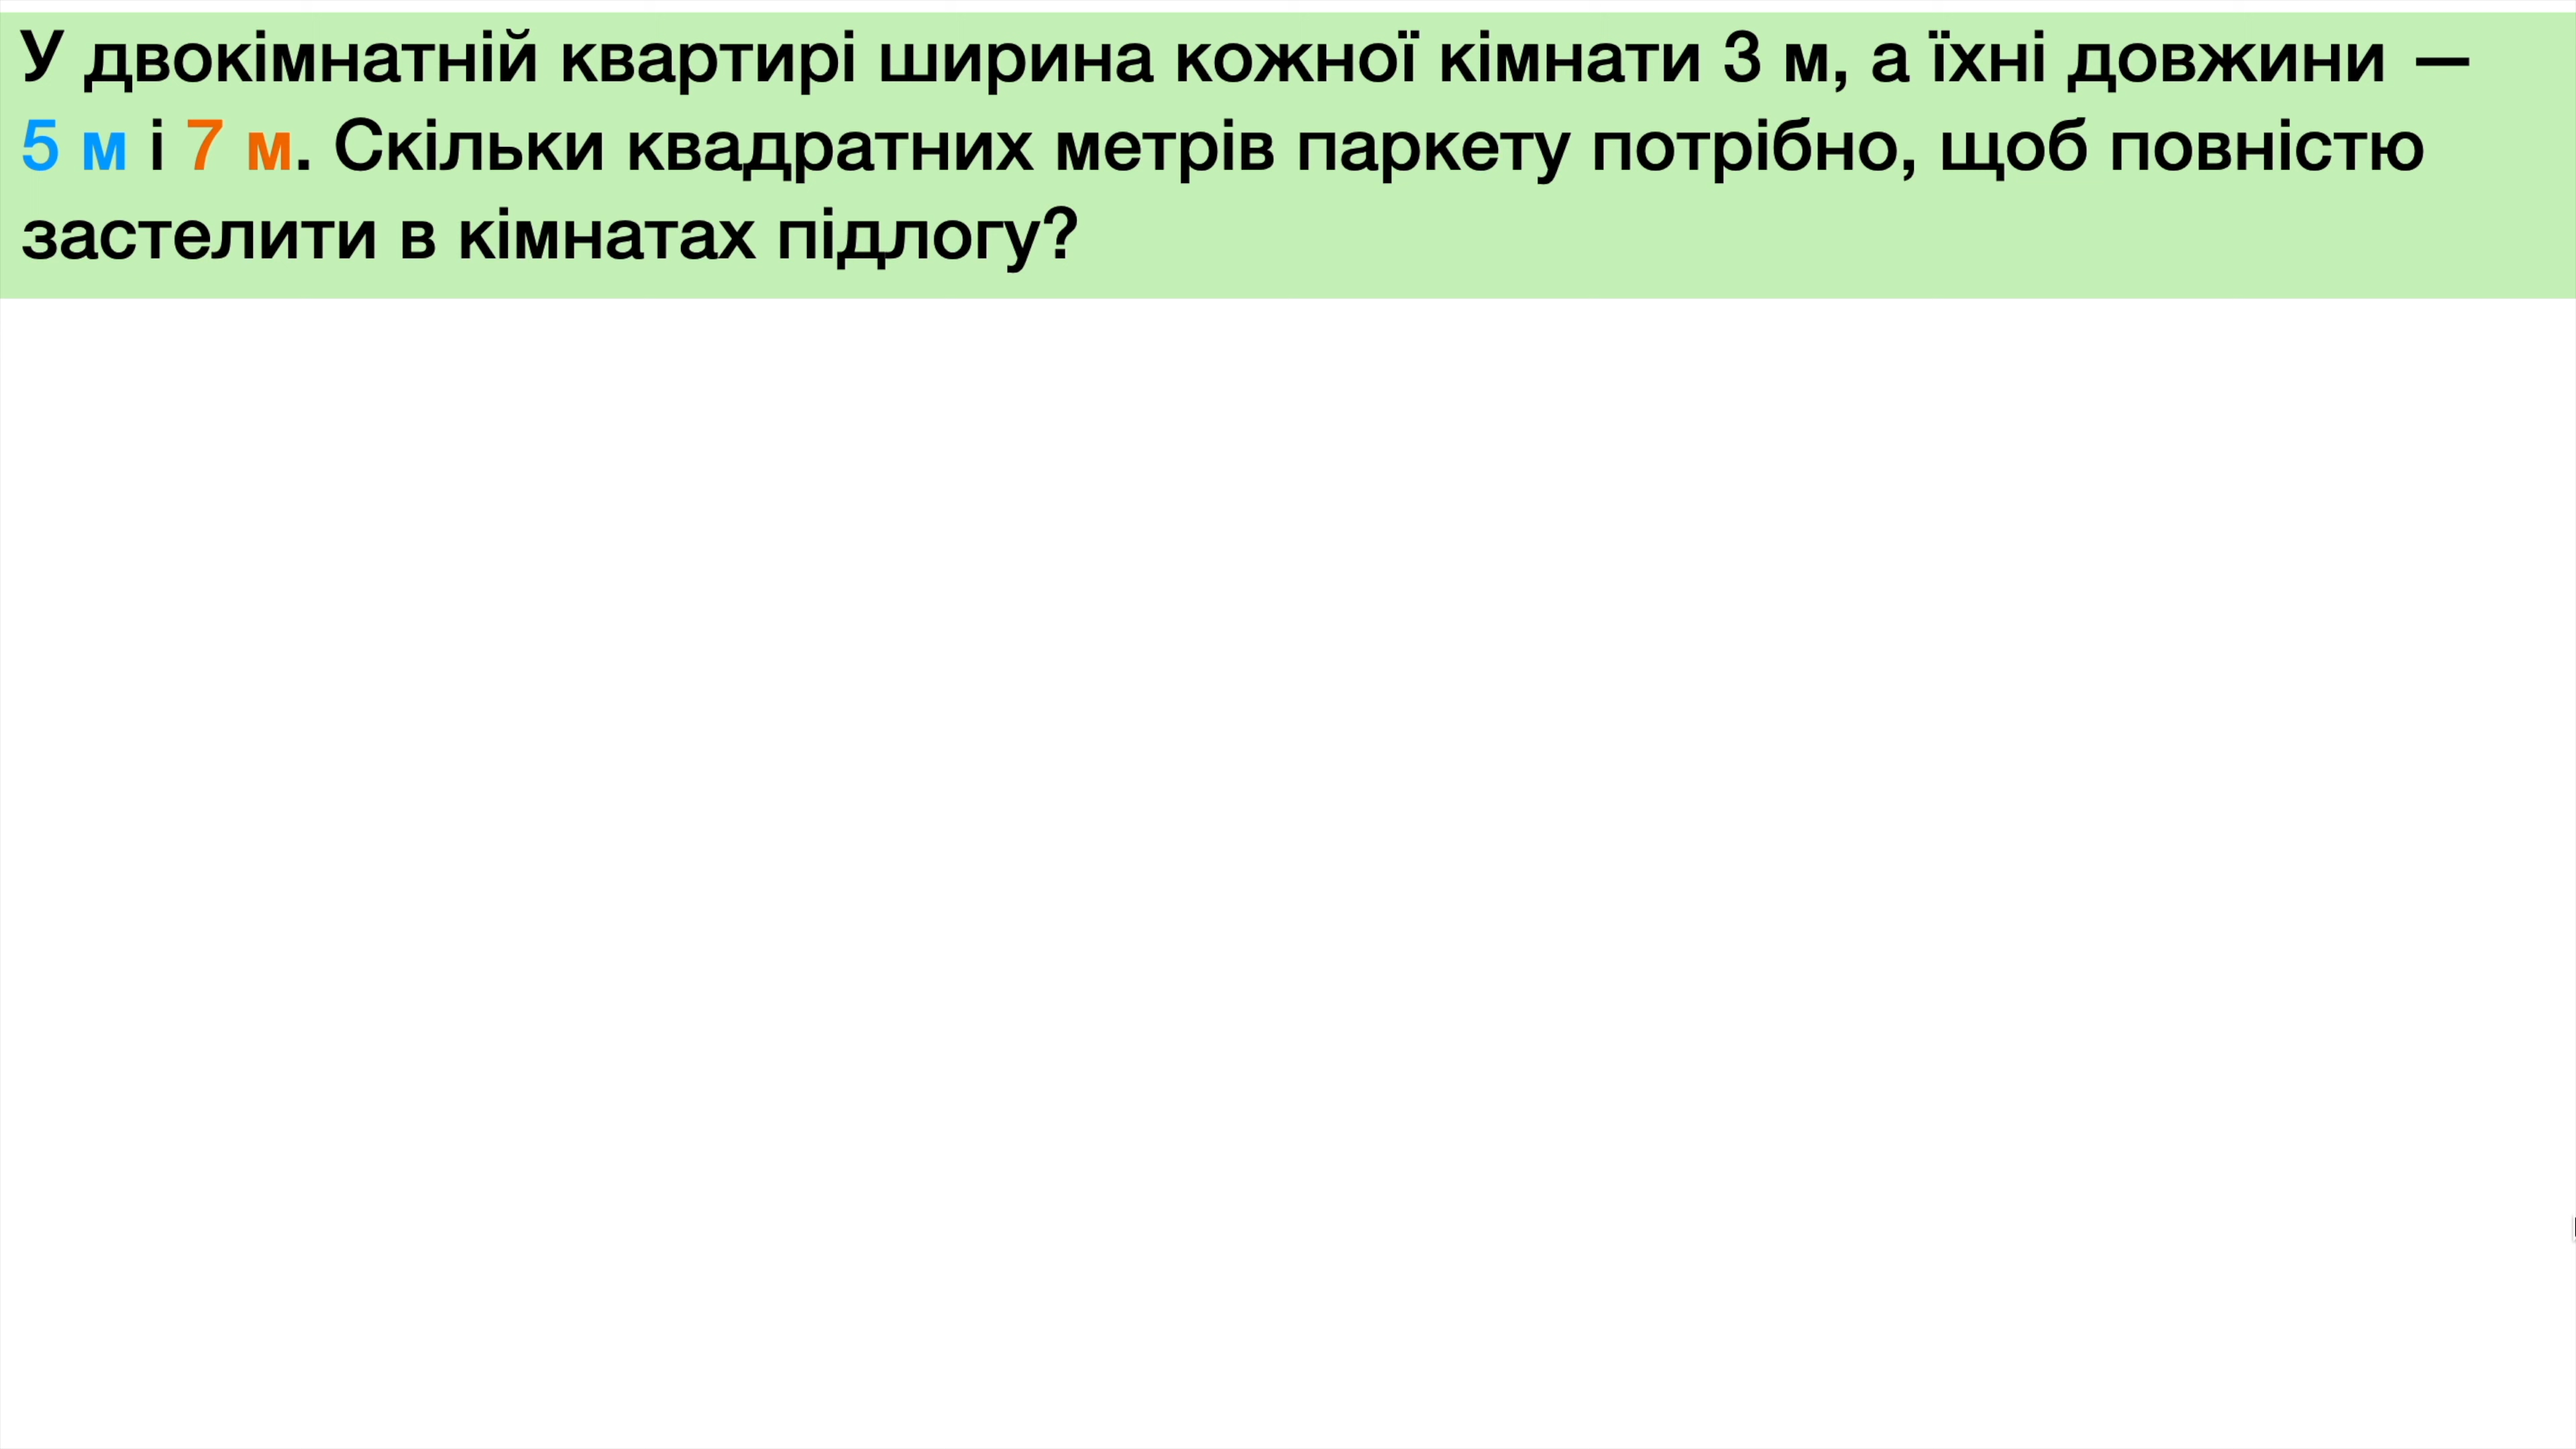 У двокімнатній квартирі ширина кожної кімнати 3 м, а їхні довжини —
5 м і 7 м. Скільки квадратних метрів паркету потрібно, щоб повністю
застелити в кімнатах підлогу?